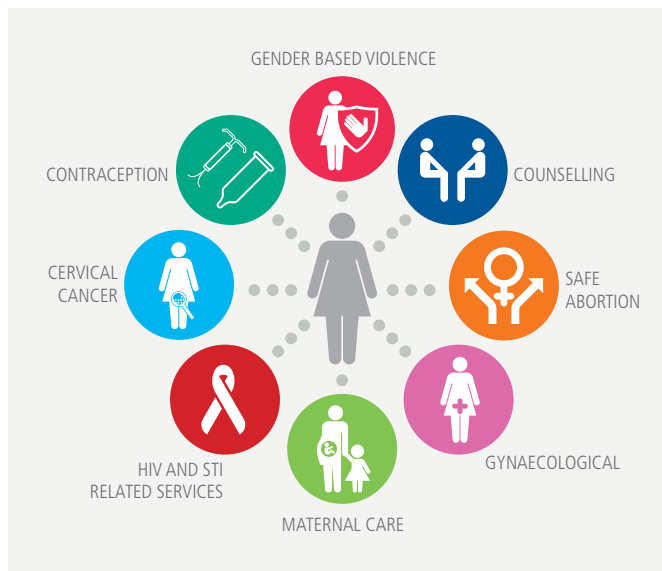 GENDER BASED VIOLENCE
COUNSELLING
SAFE
ABORTION
GYNAECOLOGICAL
MATERNAL CARE
HIV AND STI
RELATED SERVICES
CERVICAL
CANCER
CONTRACEPTION